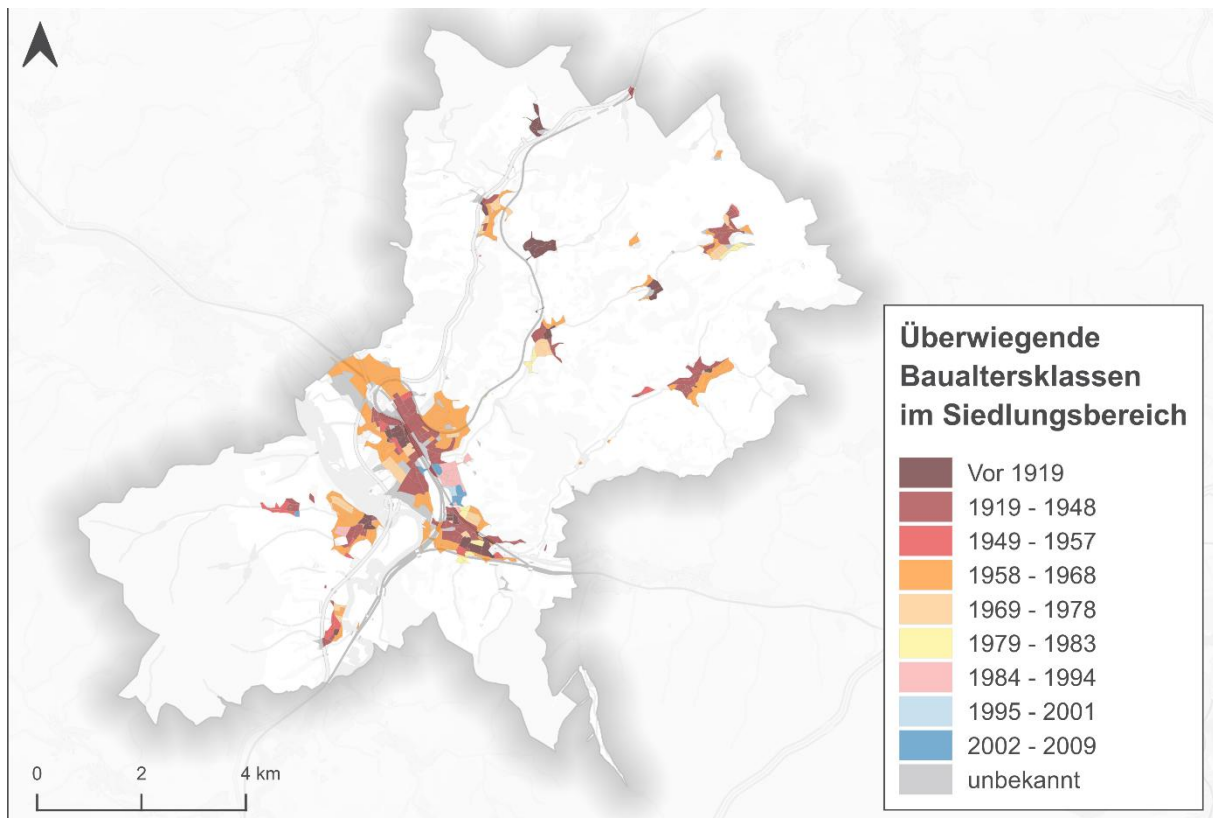 Überwiegende
Baualtersklassen
im Siedlungsbereich
Vor 1919
1919 - 1948
1949 - 1957
1958 - 1968
1969 - 1978
1979 - 1983
1984 - 1994
1995 - 2001
2002 - 2009
unbekannt
0 2 4 km